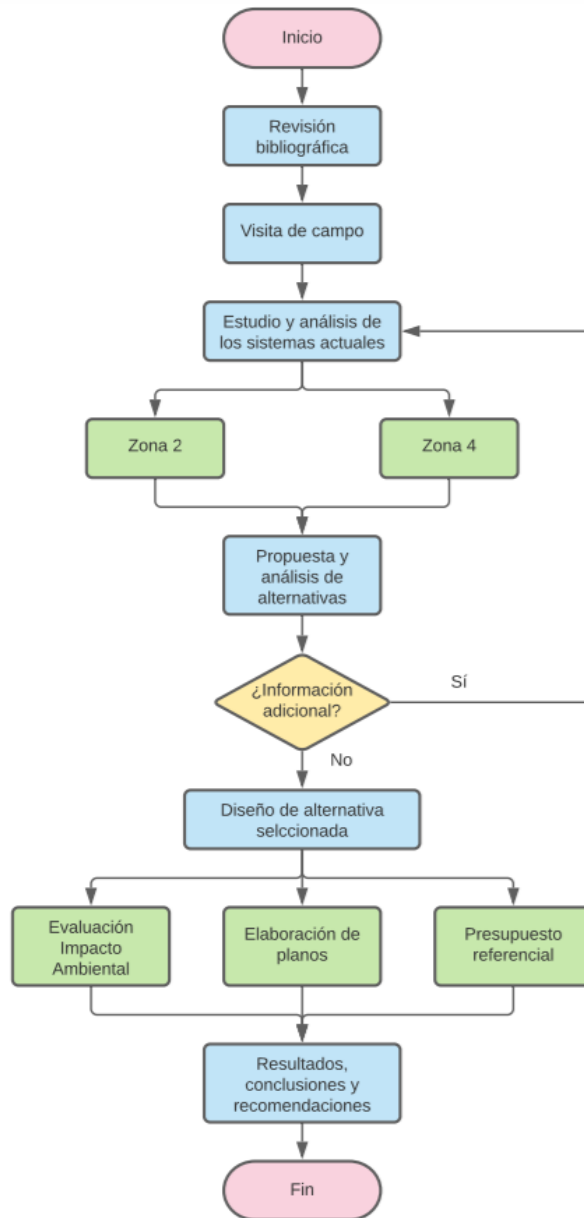 Inicio
Revisión
bibliográfica
Visita de campo
Estudio y análisis de
los sistemas actuales
Zona 2
Zona 4
Propuesta y
análisis de
alternativas
¿Información
adicional?
Sí
No
Diseño de alternativa
selccionada
Evaluación
Impacto
Ambiental
Elaboración de
planos
Presupuesto
referencial
Resultados,
conclusiones y
recomendaciones
Fin